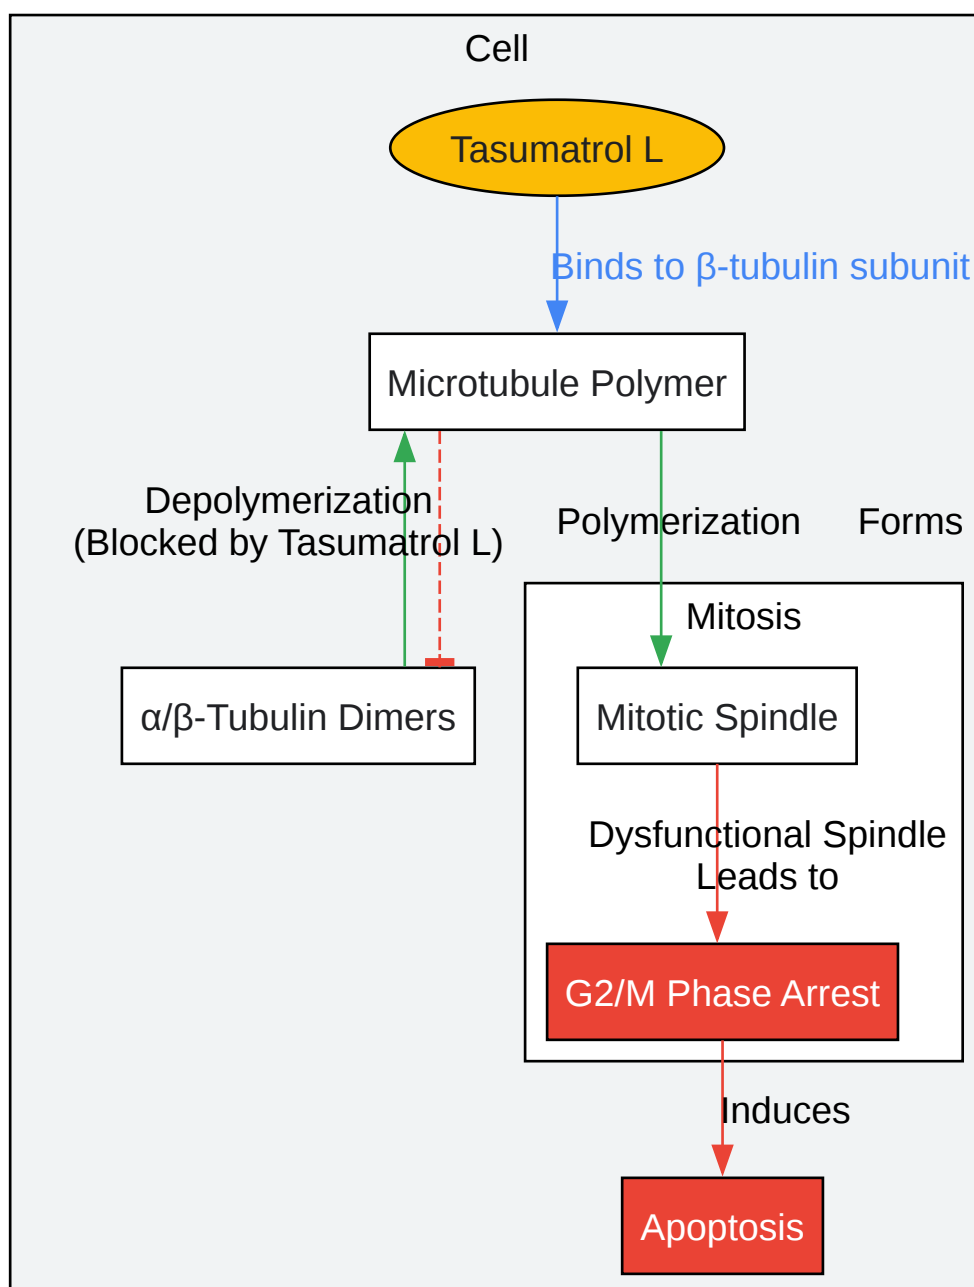 Cell
Tasumatrol L
Binds to β-tubulin subunit
Microtubule Polymer
Depolymerization
(Blocked by Tasumatrol L)
Polymerization
Forms
Mitosis
α/β-Tubulin Dimers
Mitotic Spindle
Dysfunctional Spindle
Leads to
G2/M Phase Arrest
Induces
Apoptosis